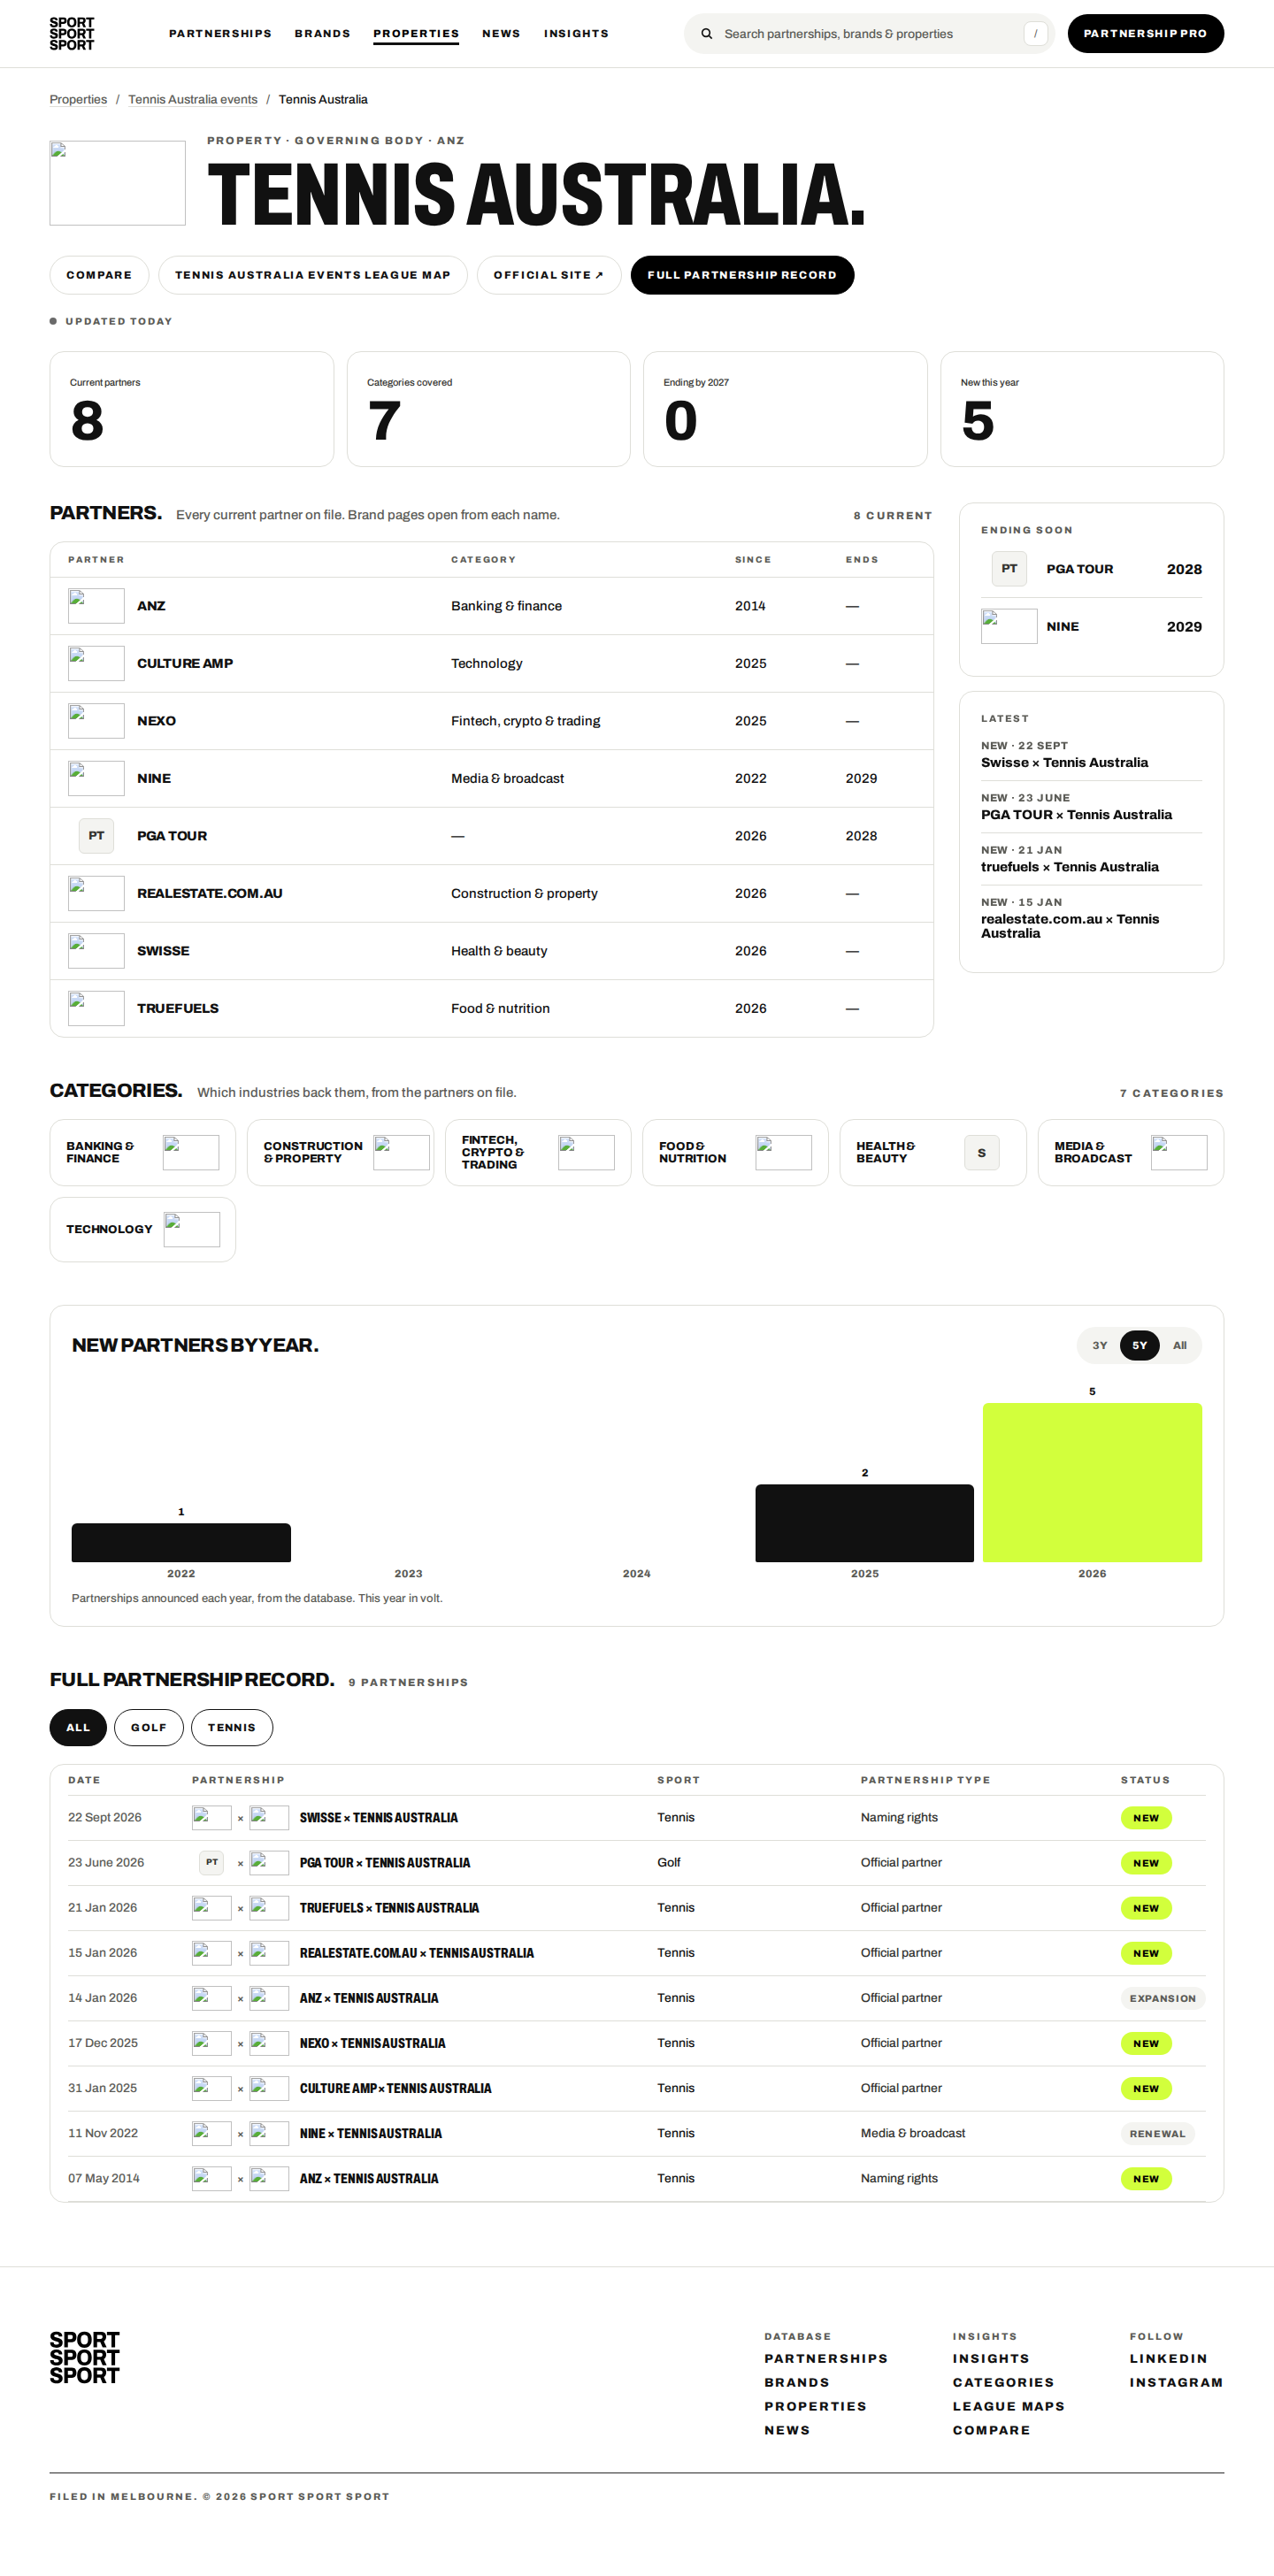 SPORT
SPORT
SPORT
PARTNERSHIPS BRANDS PROPERTIES NEWS INSIGHTS
Search partnerships, brands & properties /
PARTNERSHIP PRO
Properties / Tennis Australia events / Tennis Australia
PROPERTY · GOVERNING BODY · ANZ
TENNIS AUSTRALIA.
COMPARE TENNIS AUSTRALIA EVENTS LEAGUE MAP OFFICIAL SITE ↗ FULL PARTNERSHIP RECORD
UPDATED TODAY
Current partners Categories covered Ending by 2027 New this year
8 7 0 5
PARTNERS. Every current partner on file. Brand pages open from each name. 8 CURRENT
PARTNER CATEGORY SINCE ENDS
ANZ Banking & finance 2014 —
CULTURE AMP Technology 2025 —
NEXO Fintech, crypto & trading 2025 —
NINE Media & broadcast 2022 2029
PT PGA TOUR — 2026 2028
REALESTATE.COM.AU Construction & property 2026 —
SWISSE Health & beauty 2026 —
TRUEFUELS Food & nutrition 2026 —
ENDING SOON
PT PGA TOUR 2028
NINE 2029
LATEST
NEW · 22 SEPT
Swisse × Tennis Australia
NEW · 23 JUNE
PGA TOUR × Tennis Australia
NEW · 21 JAN
truefuels × Tennis Australia
NEW · 15 JAN
realestate.com.au × Tennis
Australia
CATEGORIES. Which industries back them, from the partners on file. 7 CATEGORIES
BANKING &
FINANCE
CONSTRUCTION
& PROPERTY
FINTECH,
CRYPTO &
TRADING
FOOD &
NUTRITION
HEALTH &
BEAUTY
S
MEDIA &
BROADCAST
TECHNOLOGY
NEW PARTNERS BY YEAR. 3Y 5Y All
5
2
1
2022 2023 2024 2025 2026
Partnerships announced each year, from the database. This year in volt.
FULL PARTNERSHIP RECORD. 9 PARTNERSHIPS
ALL GOLF TENNIS
DATE PARTNERSHIP SPORT PARTNERSHIP TYPE STATUS
22 Sept 2026 × SWISSE × TENNIS AUSTRALIA Tennis Naming rights NEW
23 June 2026 PT × PGA TOUR × TENNIS AUSTRALIA Golf Official partner NEW
21 Jan 2026 × TRUEFUELS × TENNIS AUSTRALIA Tennis Official partner NEW
15 Jan 2026 × REALESTATE.COM.AU × TENNIS AUSTRALIA Tennis Official partner NEW
14 Jan 2026 × ANZ × TENNIS AUSTRALIA Tennis Official partner EXPANSION
17 Dec 2025 × NEXO × TENNIS AUSTRALIA Tennis Official partner NEW
31 Jan 2025 × CULTURE AMP × TENNIS AUSTRALIA Tennis Official partner NEW
11 Nov 2022 × NINE × TENNIS AUSTRALIA Tennis Media & broadcast RENEWAL
07 May 2014 × ANZ × TENNIS AUSTRALIA Tennis Naming rights NEW
SPORT
SPORT
SPORT
DATABASE
PARTNERSHIPS
BRANDS
PROPERTIES
NEWS
INSIGHTS
INSIGHTS
CATEGORIES
LEAGUE MAPS
COMPARE
FOLLOW
LINKEDIN
INSTAGRAM
FILED IN MELBOURNE. © 2026 SPORT SPORT SPORT